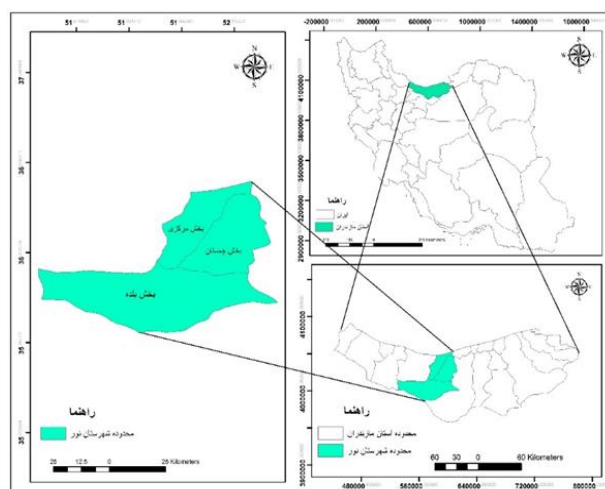 51 51 51 52
37
36
36
35
35
N
W E
S
بخش مرکزی
بخش چمستان
بخش بلده
راهنما
محدوده شهرستان نور
25 12.5 0 25 Kilometers
-200000 200000 600000 1000000 1400000 1800000
4100000
3800000
3500000
3200000
2900000
N
W E
S
راهنما
ایران
استان مازندران
4100000
4000000
3900000
راهنما
محدوده استان مازندران
محدوده شهرستان نور
60 30 0 60 Kilometers
480000 560000 640000 720000 800000